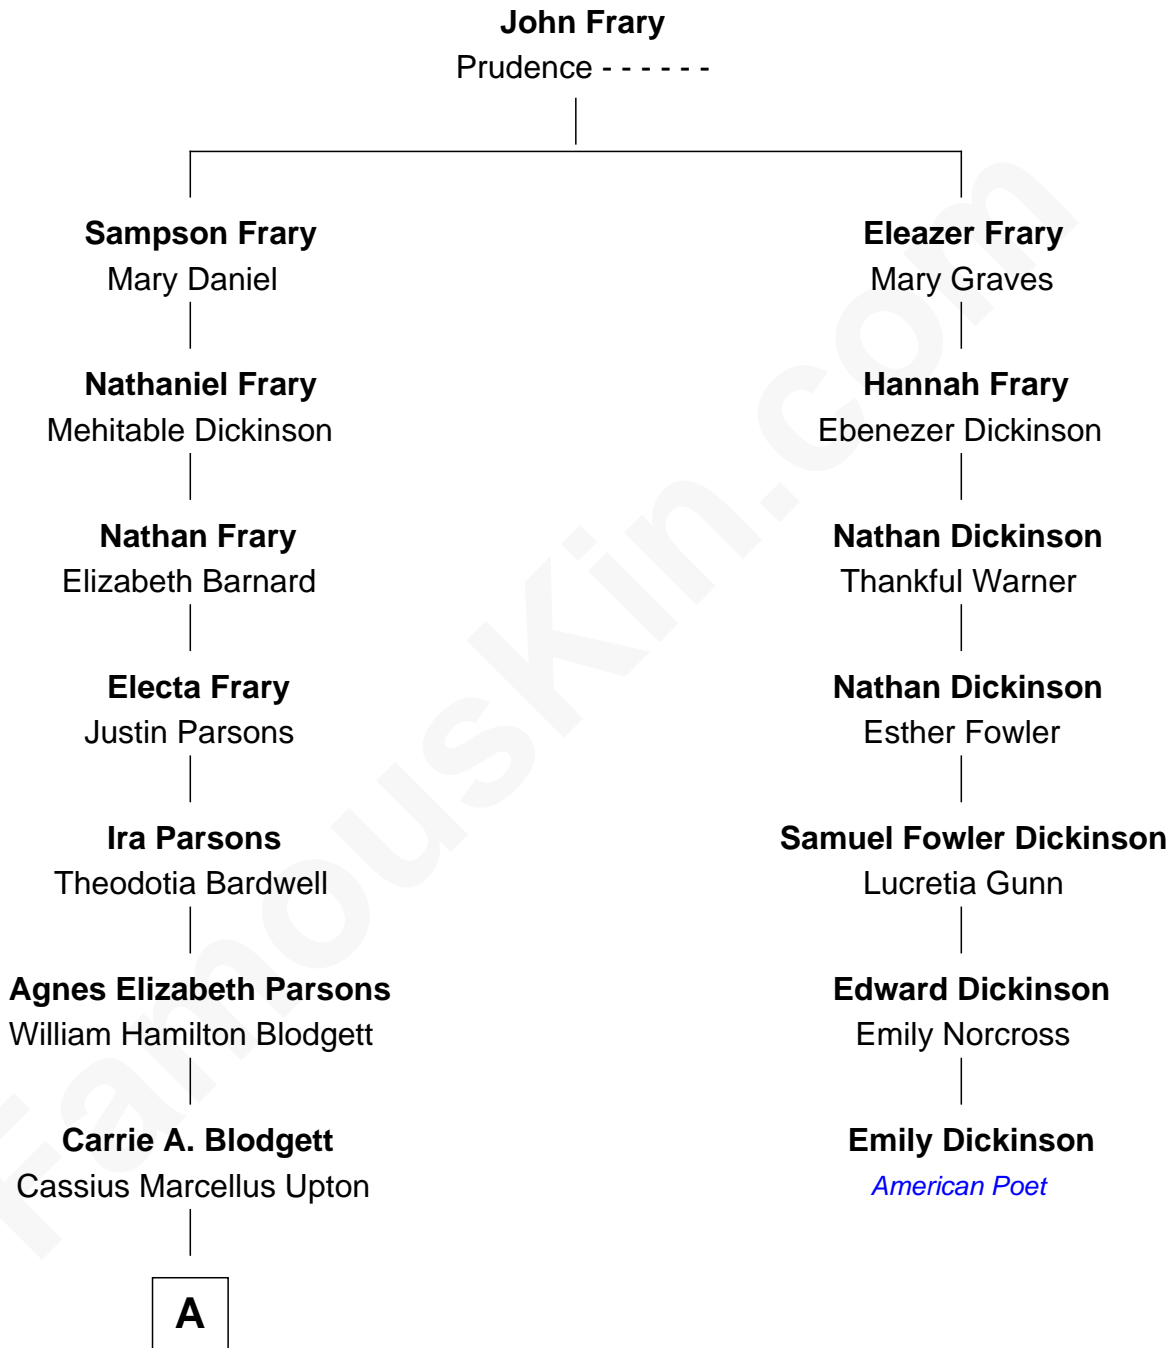 John Frary
Prudence - - - - - -
Sampson Frary
Mary Daniel
Eleazer Frary
Mary Graves
Nathaniel Frary
Mehitable Dickinson
Hannah Frary
Ebenezer Dickinson
Nathan Frary
Elizabeth Barnard
Nathan Dickinson
Thankful Warner
Electa Frary
Justin Parsons
Nathan Dickinson
Esther Fowler
Ira Parsons
Theodotia Bardwell
Samuel Fowler Dickinson
Lucretia Gunn
Agnes Elizabeth Parsons
William Hamilton Blodgett
Edward Dickinson
Emily Norcross
Carrie A. Blodgett
Cassius Marcellus Upton
Emily Dickinson
American Poet
A
FamousKin.com